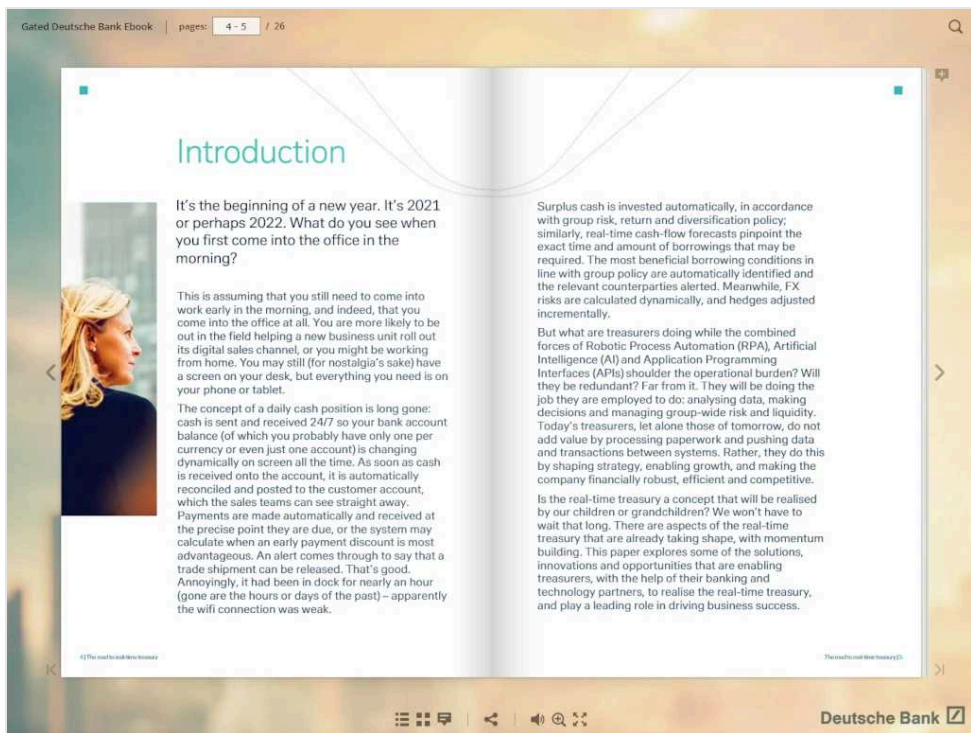 Gated Deutsche Bank Ebook | pages: 4 - 5 / 26
Introduction
It's the beginning of a new year. It's 2021
or perhaps 2022. What do you see when
you first come into the office in the
morning?
This is assuming that you still need to come into
work early in the morning, and indeed, that you
come into the office at all. You are more likely to be
out in the field helping a new business unit roll out
its digital sales channel, or you might be working
from home. You may still (for nostalgia's sake) have
a screen on your desk, but everything you need is on
your phone or tablet.
The concept of a daily cash position is long gone:
cash is sent and received 24/7 so your bank account
balance (of which you probably have only one per
currency or even just one account) is changing
dynamically on screen all the time. As soon as cash
is received onto the account, it is automatically
reconciled and posted to the customer account,
which the sales teams can see straight away.
Payments are made automatically and received at
the precise point they are due, or the system may
calculate when an early payment discount is most
advantageous. An alert comes through to say that a
trade shipment can be released. That's good.
Annoyingly, it had been in dock for nearly an hour
(gone are the hours or days of the past) – apparently
the wifi connection was weak.
4 | The road to real-time treasury
Surplus cash is invested automatically, in accordance
with group risk, return and diversification policy;
similarly, real-time cash-flow forecasts pinpoint the
exact time and amount of borrowings that may be
required. The most beneficial borrowing conditions in
line with group policy are automatically identified and
the relevant counterparties alerted. Meanwhile, FX
risks are calculated dynamically, and hedges adjusted
incrementally.
But what are treasurers doing while the combined
forces of Robotic Process Automation (RPA), Artificial
Intelligence (AI) and Application Programming
Interfaces (APIs) shoulder the operational burden? Will
they be redundant? Far from it. They will be doing the
job they are employed to do: analysing data, making
decisions and managing group-wide risk and liquidity.
Today's treasurers, let alone those of tomorrow, do not
add value by processing paperwork and pushing data
and transactions between systems. Rather, they do this
by shaping strategy, enabling growth, and making the
company financially robust, efficient and competitive.
Is the real-time treasury a concept that will be realised
by our children or grandchildren? We won't have to
wait that long. There are aspects of the real-time
treasury that are already taking shape, with momentum
building. This paper explores some of the solutions,
innovations and opportunities that are enabling
treasurers, with the help of their banking and
technology partners, to realise the real-time treasury,
and play a leading role in driving business success.
The road to real-time treasury | 5
Deutsche Bank